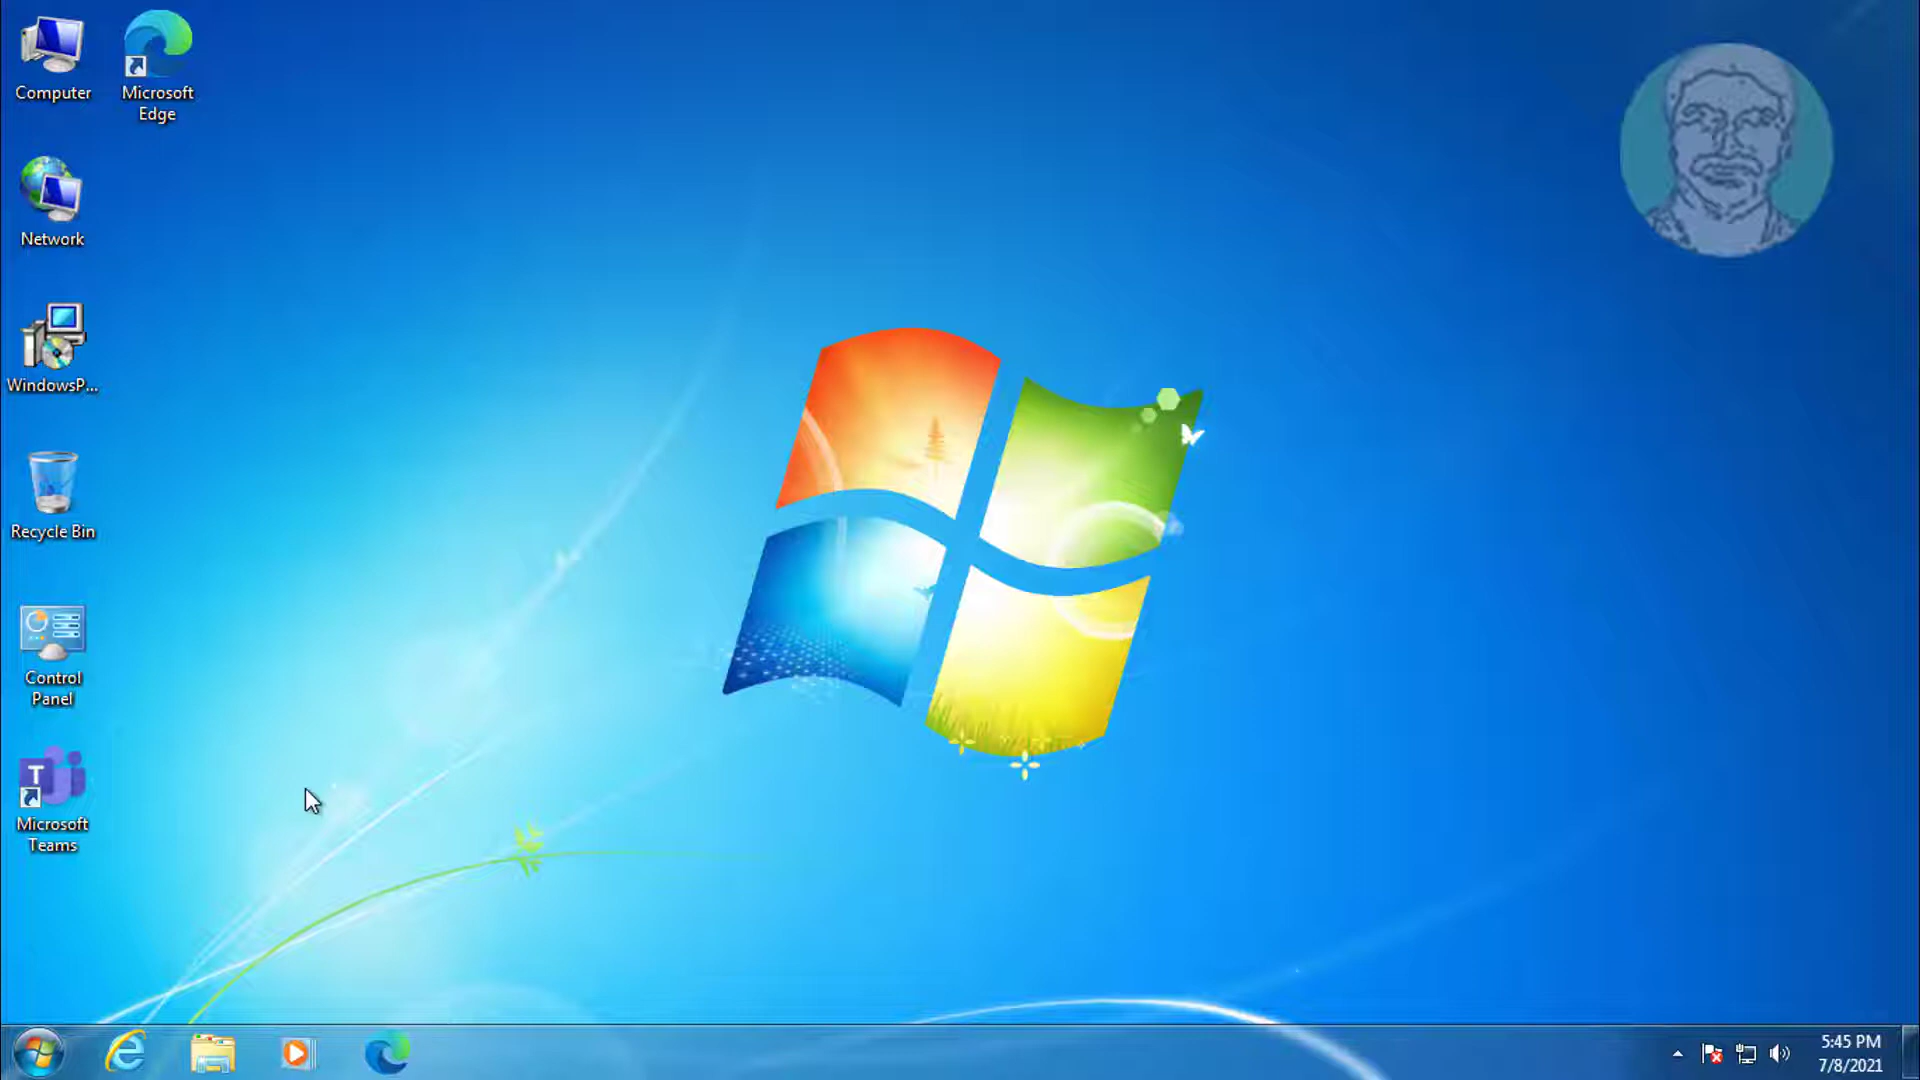 Computer
Microsoft
Edge
Network
WindowsP...
Recycle Bin
Control
Panel
T
Microsoft
Teams
5:45 PM
7/8/2021